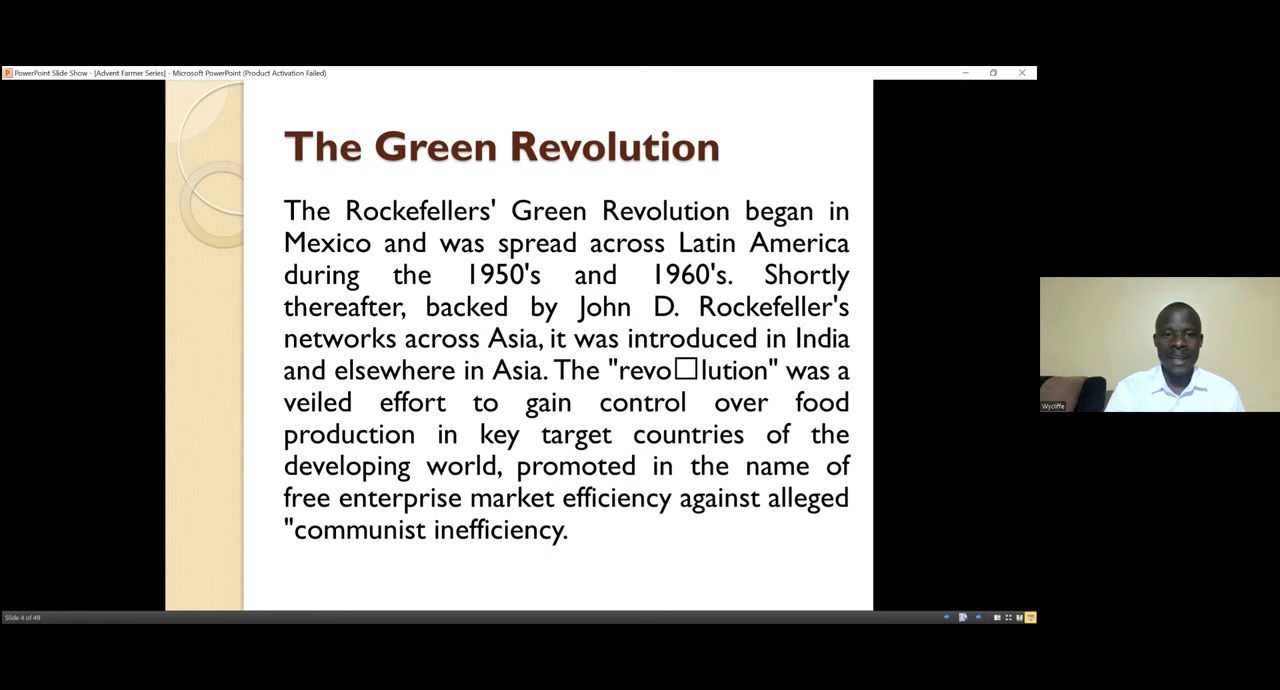 PowerPoint Slide Show - [Advent Farmer Series] - Microsoft PowerPoint (Product Activation Failed)
The Green Revolution
The Rockefellers' Green Revolution began in
Mexico and was spread across Latin America
during the 1950's and 1960's. Shortly
thereafter, backed by John D. Rockefeller's
networks across Asia, it was introduced in India
and elsewhere in Asia. The "revo□lution" was a
veiled effort to gain control over food
production in key target countries of the
developing world, promoted in the name of
free enterprise market efficiency against alleged
"communist inefficiency.
Wycliffe
Slide 4 of 49